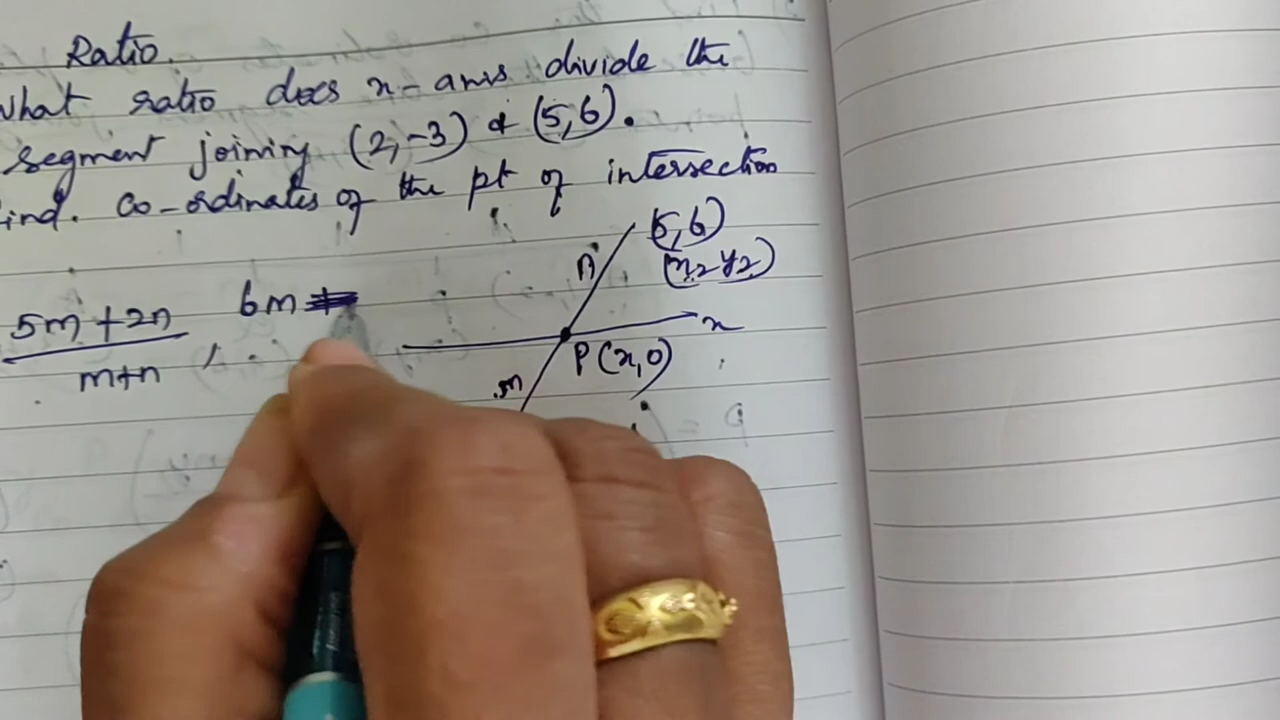 Ratio.
what ratio does x-axis divide the
segment joining (2,-3) & (5,6).
ind. Co-ordinates of the pt of intersection
(5,6)
n
(x2 y2)
5m+2n
6m
m+n ,
x
P(x,0)
m